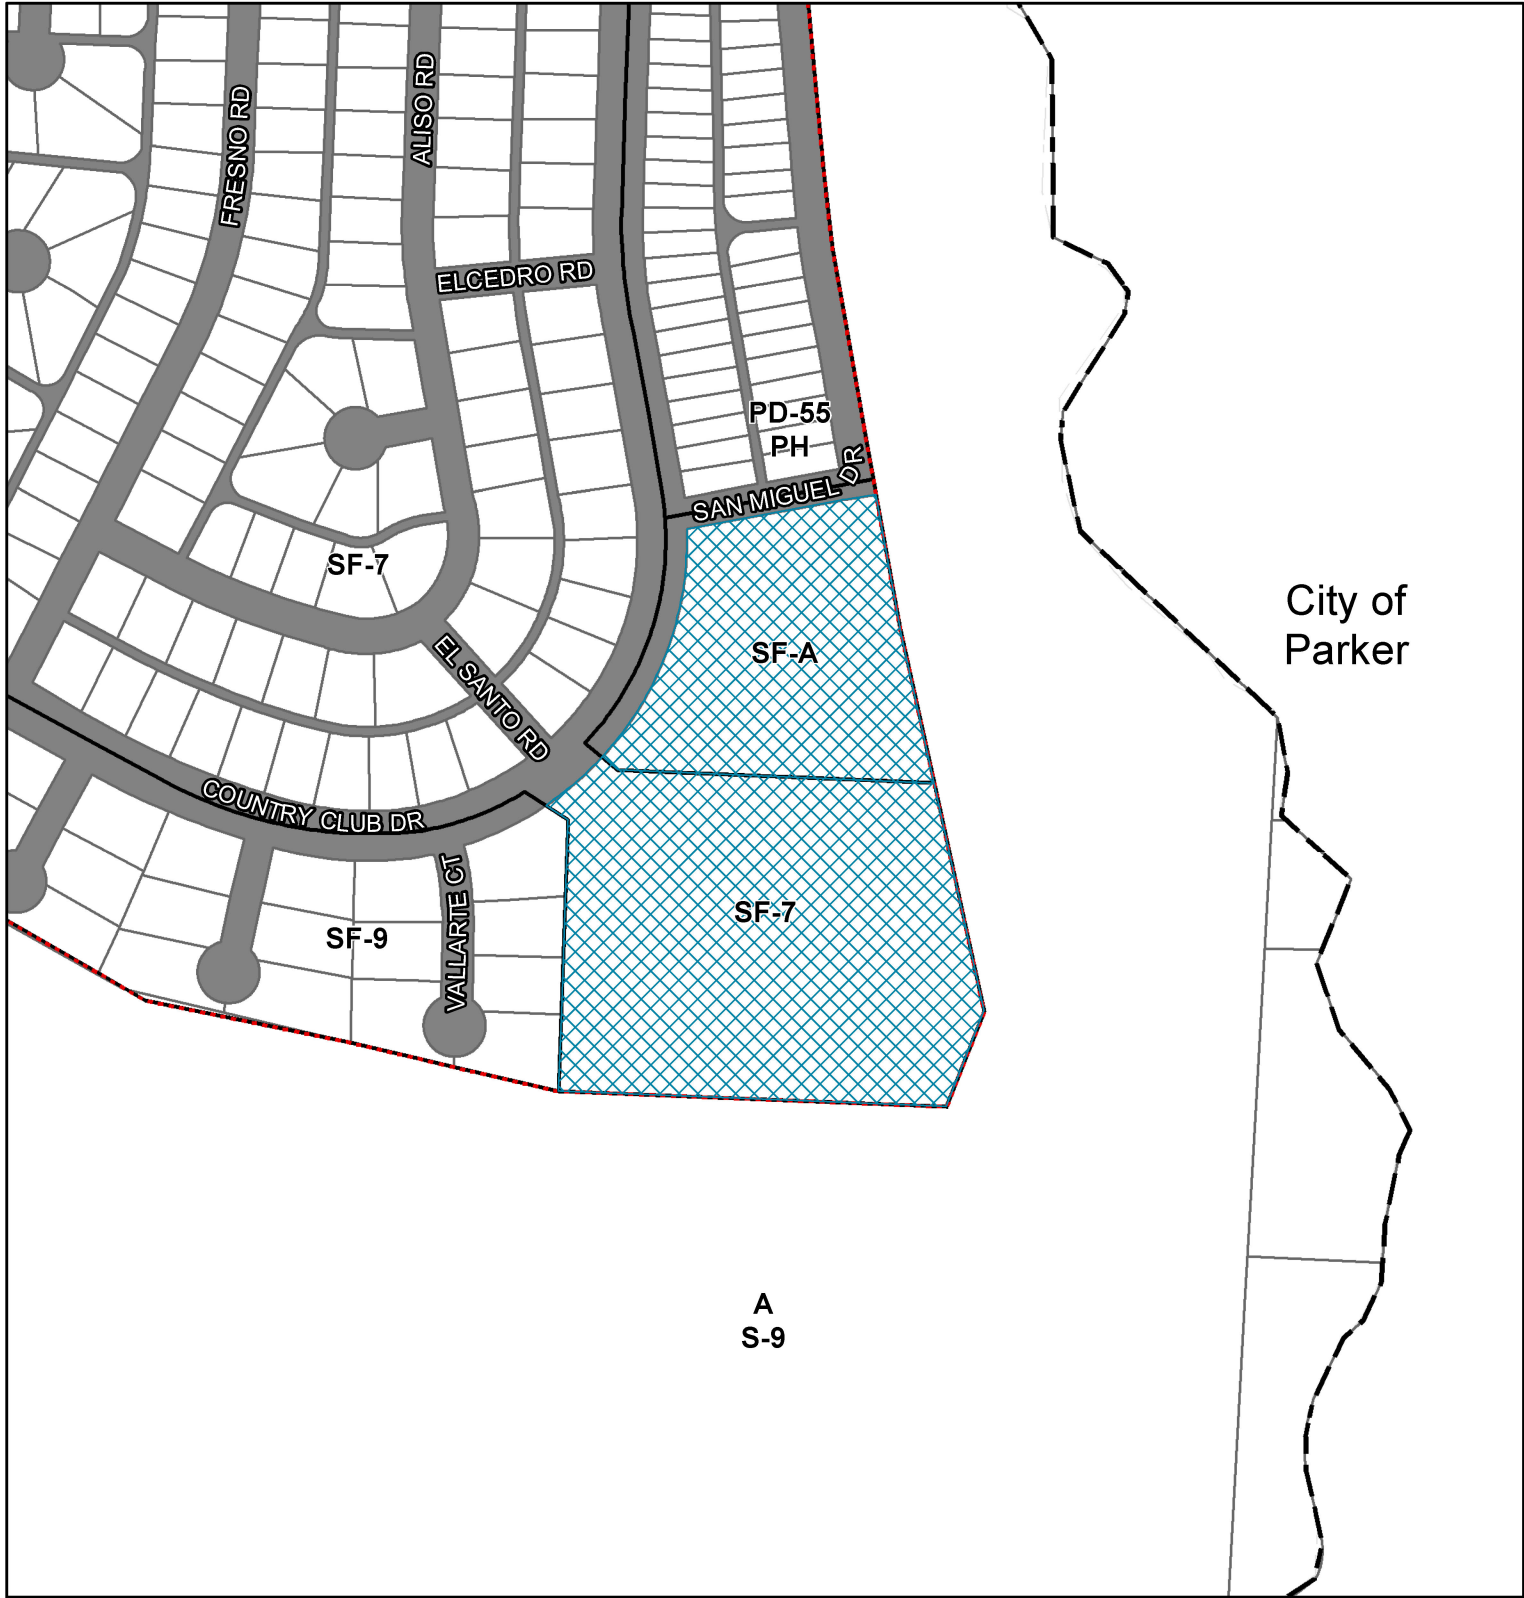 FRESNO RD
ALISO RD
ELCEDRO RD
PD-55
PH
SAN MIGUEL DR
SF-7
City of
Parker
SF-A
EL SANTO RD
COUNTRY CLUB DR
VALLARTE CT
SF-7
SF-9
A
S-9